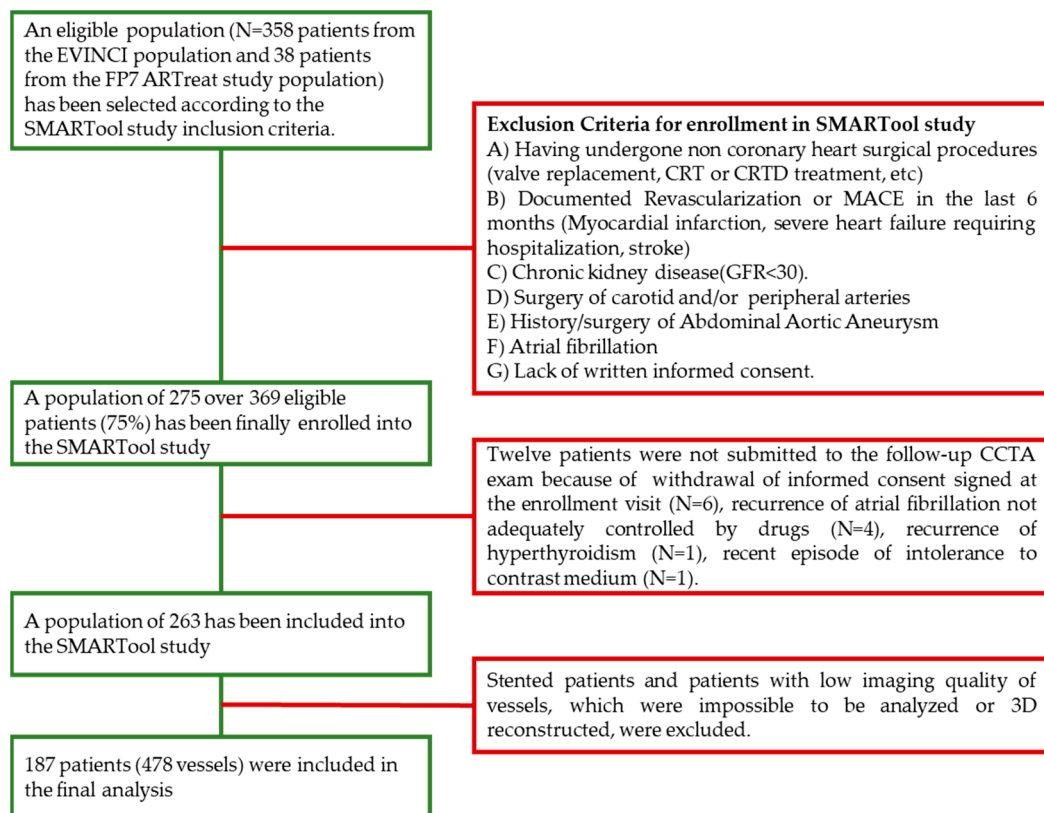 An eligible population (N=358 patients from
the EVINCI population and 38 patients
from the FP7 ARTreat study population)
has been selected according to the
SMARTool study inclusion criteria.
Exclusion Criteria for enrollment in SMARTool study
A) Having undergone non coronary heart surgical procedures
(valve replacement, CRT or CRTD treatment, etc)
B) Documented Revascularization or MACE in the last 6
months (Myocardial infarction, severe heart failure requiring
hospitalization, stroke)
C) Chronic kidney disease(GFR<30).
D) Surgery of carotid and/or peripheral arteries
E) History/surgery of Abdominal Aortic Aneurysm
F) Atrial fibrillation
G) Lack of written informed consent.
A population of 275 over 369 eligible
patients (75%) has been finally enrolled into
the SMARTool study
Twelve patients were not submitted to the follow-up CCTA
exam because of withdrawal of informed consent signed at
the enrollment visit (N=6), recurrence of atrial fibrillation not
adequately controlled by drugs (N=4), recurrence of
hyperthyroidism (N=1), recent episode of intolerance to
contrast medium (N=1).
A population of 263 has been included into
the SMARTool study
Stented patients and patients with low imaging quality of
vessels, which were impossible to be analyzed or 3D
reconstructed, were excluded.
187 patients (478 vessels) were included in
the final analysis